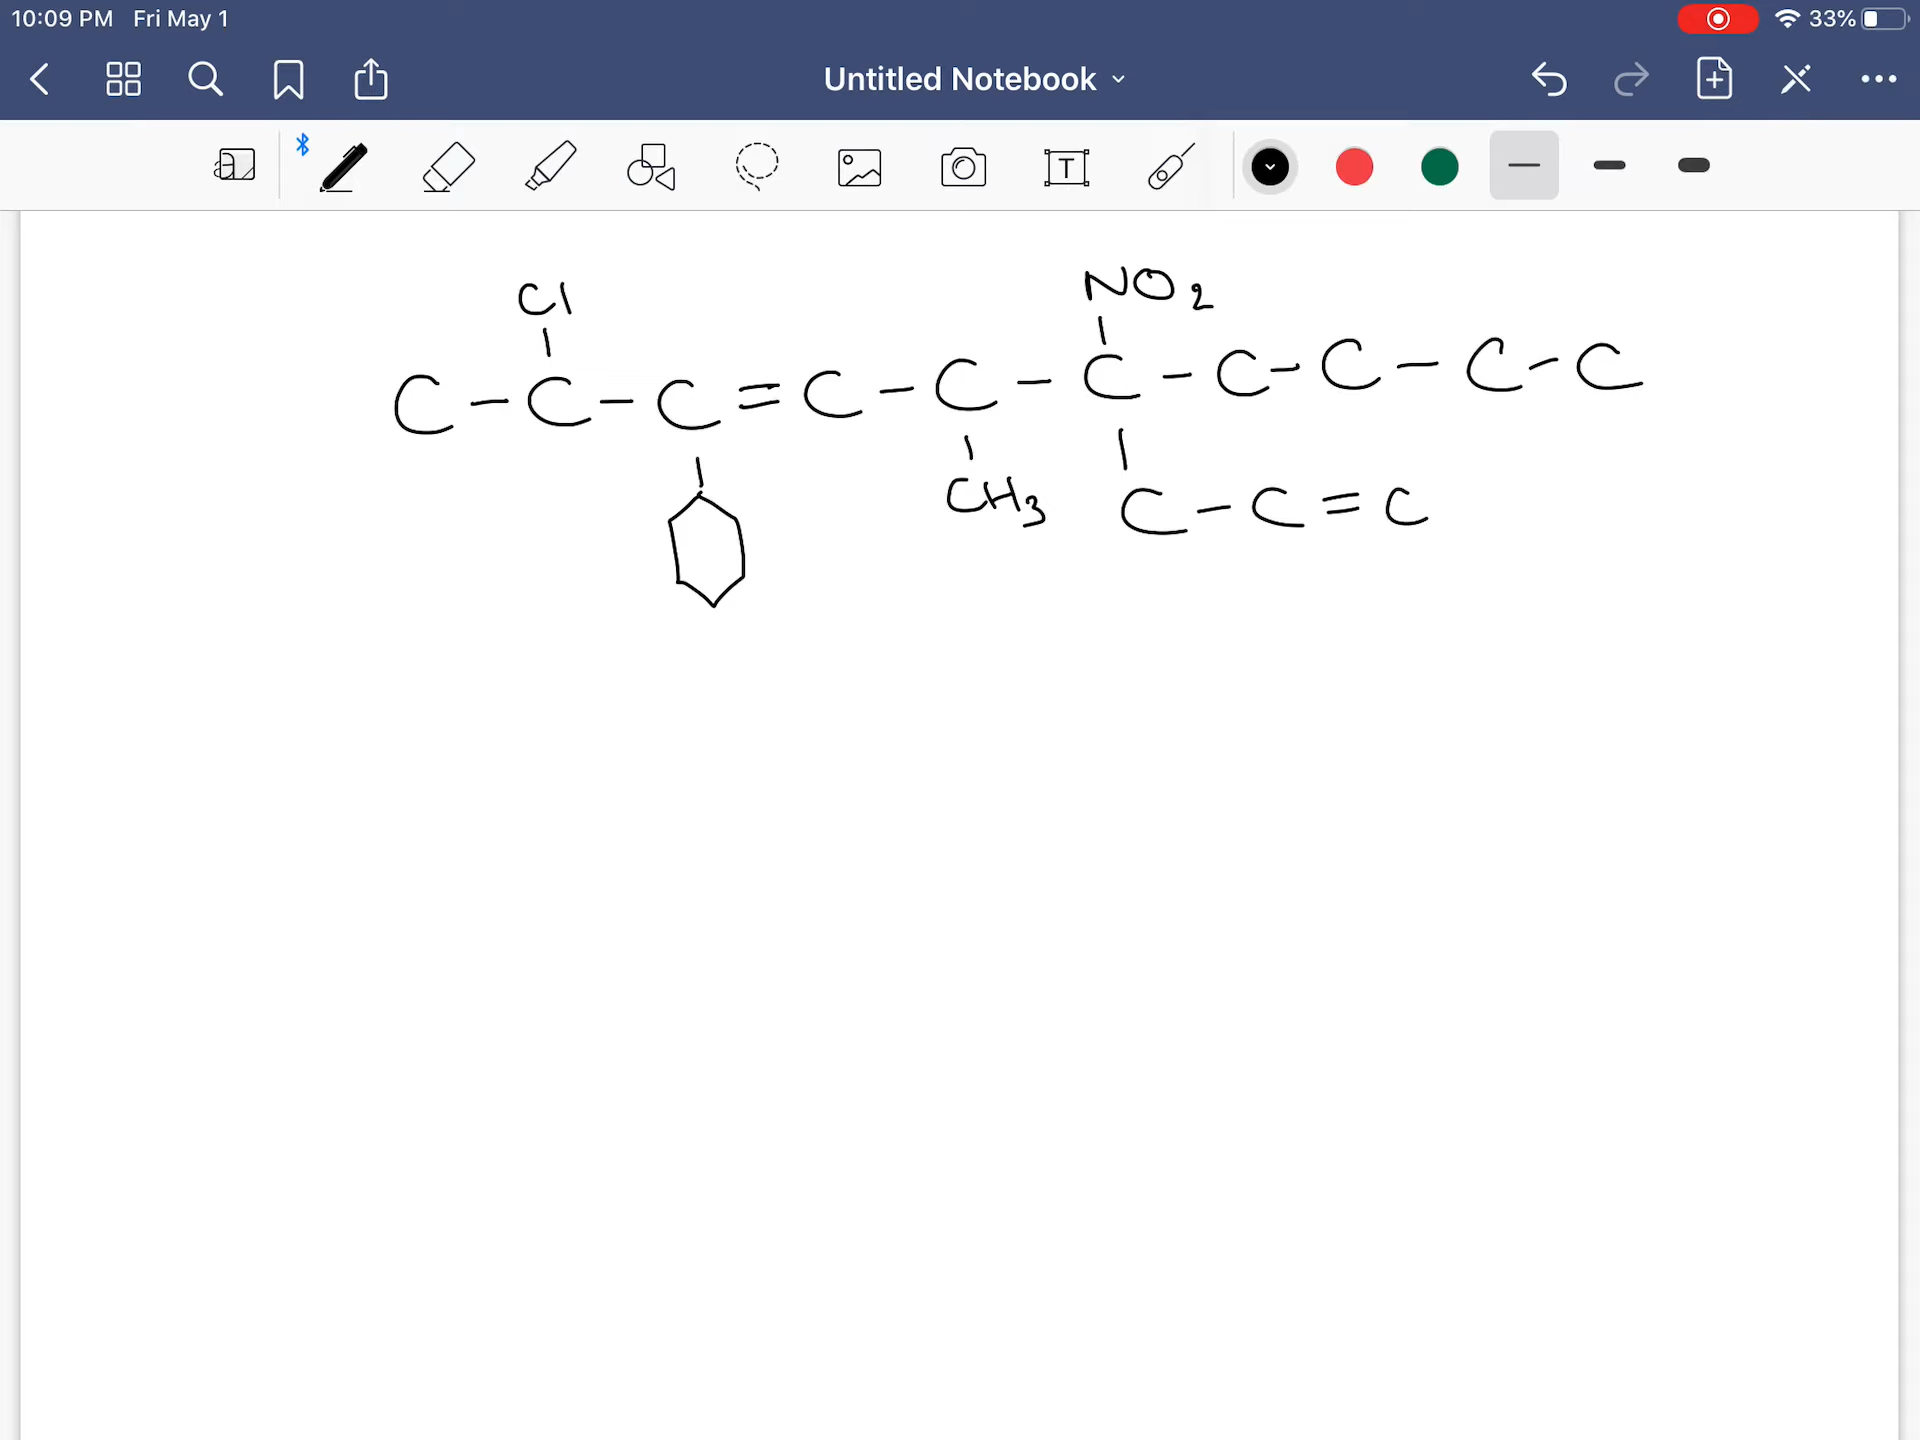 10:09 PM Fri May 1 33%
Untitled Notebook
T
Cl NO2
C - C - C = C - C - C - C - C - C - C
CH3 C - C = C